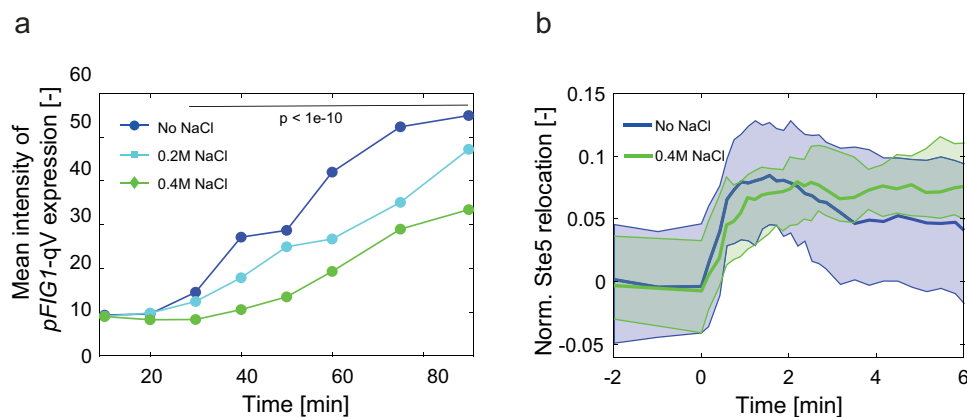 a
60
50
40
30
20
10
0
Mean intensity of
pFIG1-qV expression [-]
p < 1e-10
No NaCl
0.2M NaCl
0.4M NaCl
20
40
60
80
Time [min]
b
0.15
0.1
0.05
0
-0.05
Norm. Ste5 relocation [-]
No NaCl
0.4M NaCl
-2
0
2
4
6
Time [min]